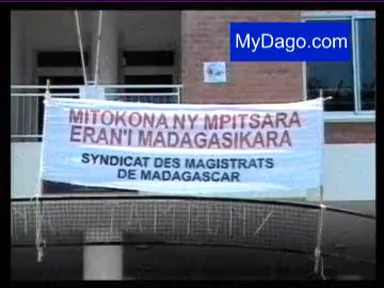 MyDago.com
MITOKONA NY MPITSARA
ERAN'I MADAGASIKARA
SYNDICAT DES MAGISTRATS
DE MADAGASCAR